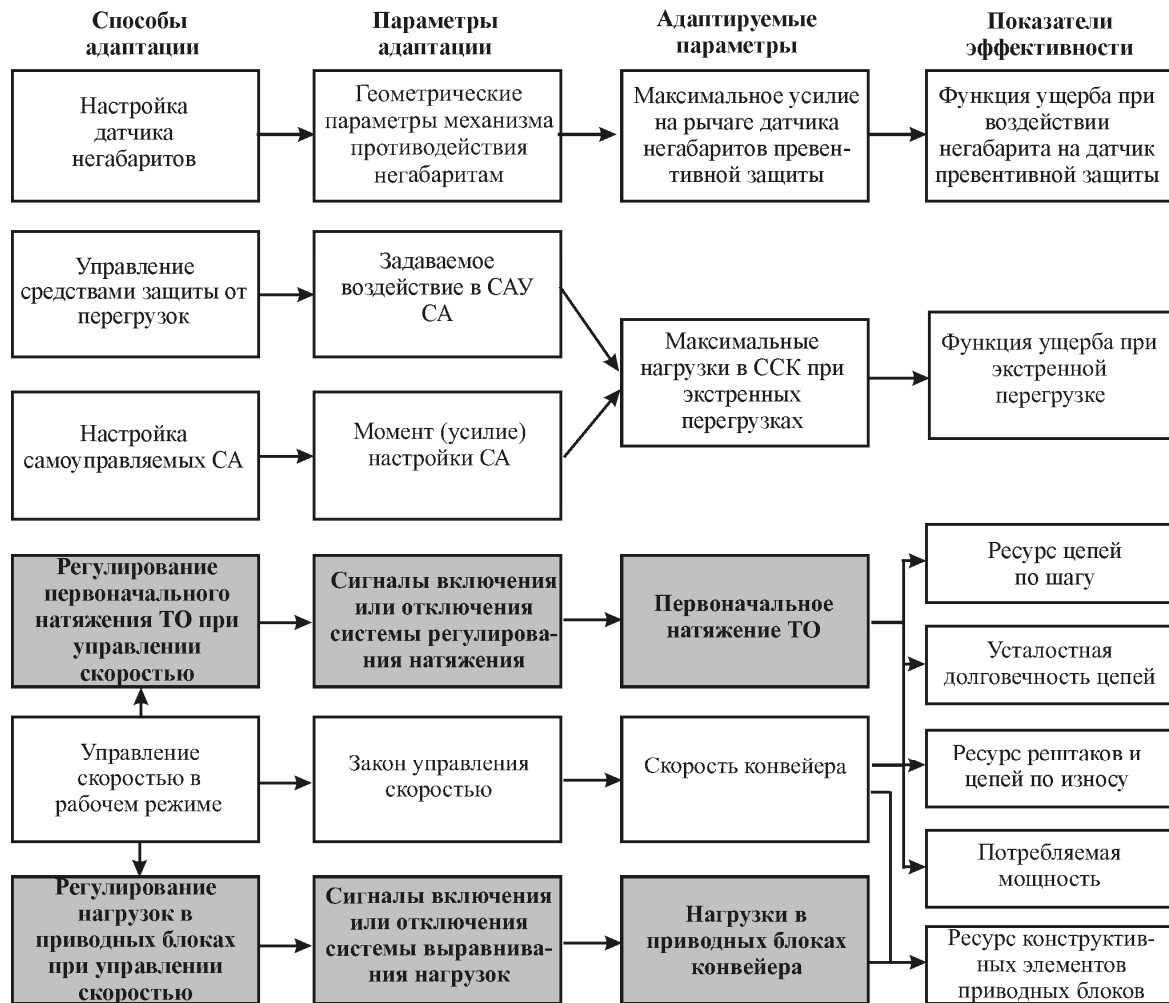 Способы
адаптации
Параметры
адаптации
Адаптируемые
параметры
Показатели
эффективности
Настройка
датчика
негабаритов
Геометрические
параметры механизма
противодействия
негабаритам
Максимальное усилие
на рычаге датчика
негабаритов превен-
тивной защиты
Функция ущерба при
воздействии
негабарита на датчик
превентивной защиты
Управление
средствами защиты от
перегрузок
Задаваемое
воздействие в САУ
СА
Максимальные
нагрузки в ССК при
экстренных
перегрузках
Функция ущерба при
экстренной
перегрузке
Настройка
самоуправляемых СА
Момент (усилие)
настройки СА
Регулирование
первоначального
натяжения ТО при
управлении
скоростью
Сигналы включения
или отключения
системы регулирова-
ния натяжения
Первоначальное
натяжение ТО
Ресурс цепей
по шагу
Усталостная
долговечность цепей
Управление
скоростью в
рабочем режиме
Закон управления
скоростью
Скорость конвейера
Ресурс рештаков и
цепей по износу
Потребляемая
мощность
Регулирование
нагрузок в
приводных блоках
при управлении
скоростью
Сигналы включения
или отключения
системы выравнива-
ния нагрузок
Нагрузки в
приводных блоках
конвейера
Ресурс конструктив-
ных элементов
приводных блоков